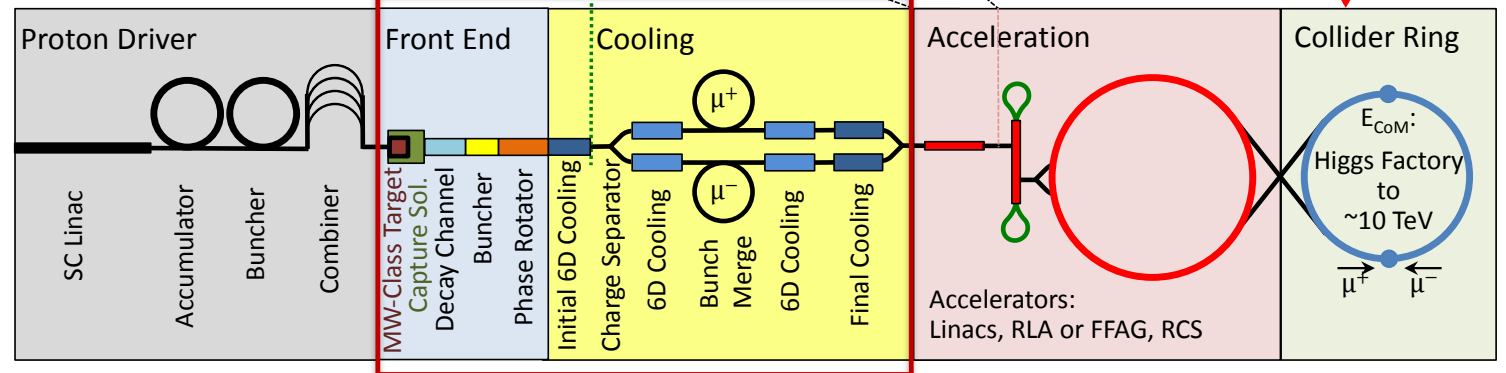 Proton Driver
Front End
Cooling
Acceleration
Collider Ring
SC Linac
Accumulator
Buncher
Combiner
MW-Class Target
Capture Sol.
Decay Channel
Buncher
Phase Rotator
Initial 6D Cooling
Charge Separator
6D Cooling
μ+
μ−
Bunch
Merge
6D Cooling
Final Cooling
Accelerators:
Linacs, RLA or FFAG, RCS
E_CoM:
Higgs Factory
to
~10 TeV
μ+ μ−